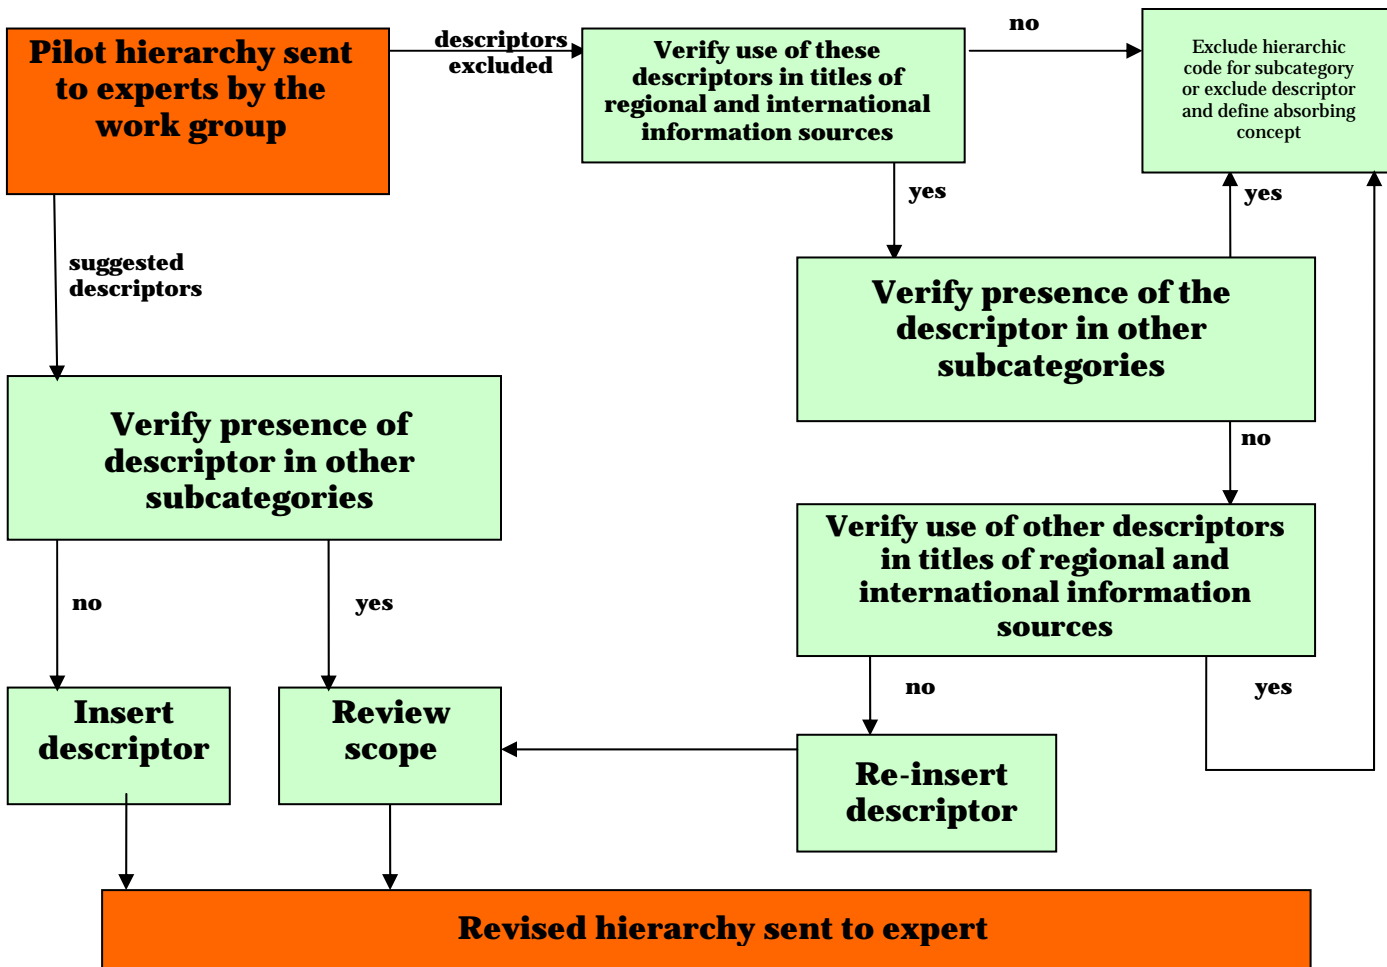 Pilot hierarchy sent
to experts by the
work group
descriptors
excluded
Verify use of these
descriptors in titles of
regional and international
information sources
no
Exclude hierarchic
code for subcategory
or exclude descriptor
and define absorbing
concept
yes
yes
suggested
descriptors
Verify presence of the
descriptor in other
subcategories
Verify presence of
descriptor in other
subcategories
no
Verify use of other descriptors
in titles of regional and
international information
sources
no
yes
no
yes
Insert
descriptor
Review
scope
Re-insert
descriptor
Revised hierarchy sent to expert